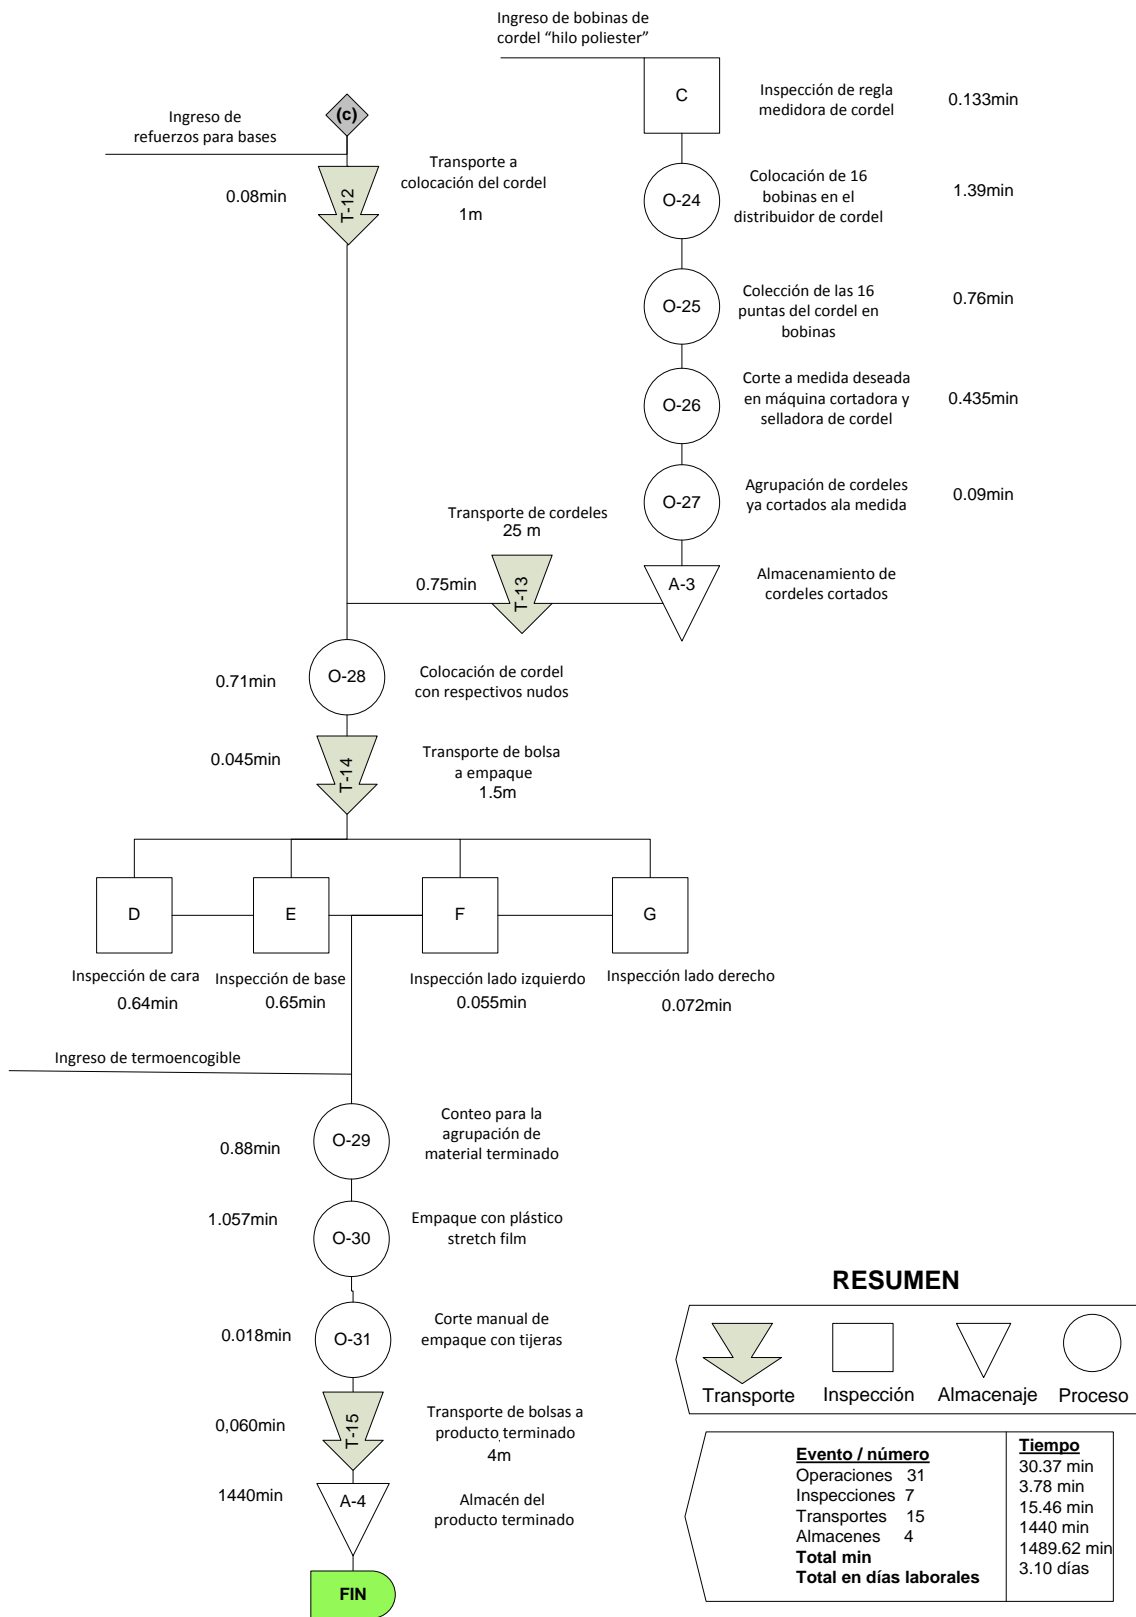 Ingreso de bobinas de
cordel “hilo poliester”
C
Inspección de regla
medidora de cordel
0.133min
(c)
Ingreso de
refuerzos para bases
0.08min
T-12
Transporte a
colocación del cordel
1m
O-24
Colocación de 16
bobinas en el
distribuidor de cordel
1.39min
O-25
Colección de las 16
puntas del cordel en
bobinas
0.76min
O-26
Corte a medida deseada
en máquina cortadora y
selladora de cordel
0.435min
O-27
Agrupación de cordeles
ya cortados ala medida
0.09min
Transporte de cordeles
25 m
0.75min
T-13
A-3
Almacenamiento de
cordeles cortados
0.71min
O-28
Colocación de cordel
con respectivos nudos
0.045min
T-14
Transporte de bolsa
a empaque
1.5m
D
E
F
G
Inspección de cara
0.64min
Inspección de base
0.65min
Inspección lado izquierdo
0.055min
Inspección lado derecho
0.072min
Ingreso de termoencogible
0.88min
O-29
Conteo para la
agrupación de
material terminado
1.057min
O-30
Empaque con plástico
stretch film
0.018min
O-31
Corte manual de
empaque con tijeras
0,060min
T-15
Transporte de bolsas a
producto terminado
4m
1440min
A-4
Almacén del
producto terminado
FIN
RESUMEN
Transporte
Inspección
Almacenaje
Proceso
Evento / número
Tiempo
Operaciones 31
30.37 min
Inspecciones 7
3.78 min
Transportes 15
15.46 min
Almacenes 4
1440 min
Total min
1489.62 min
Total en días laborales
3.10 días